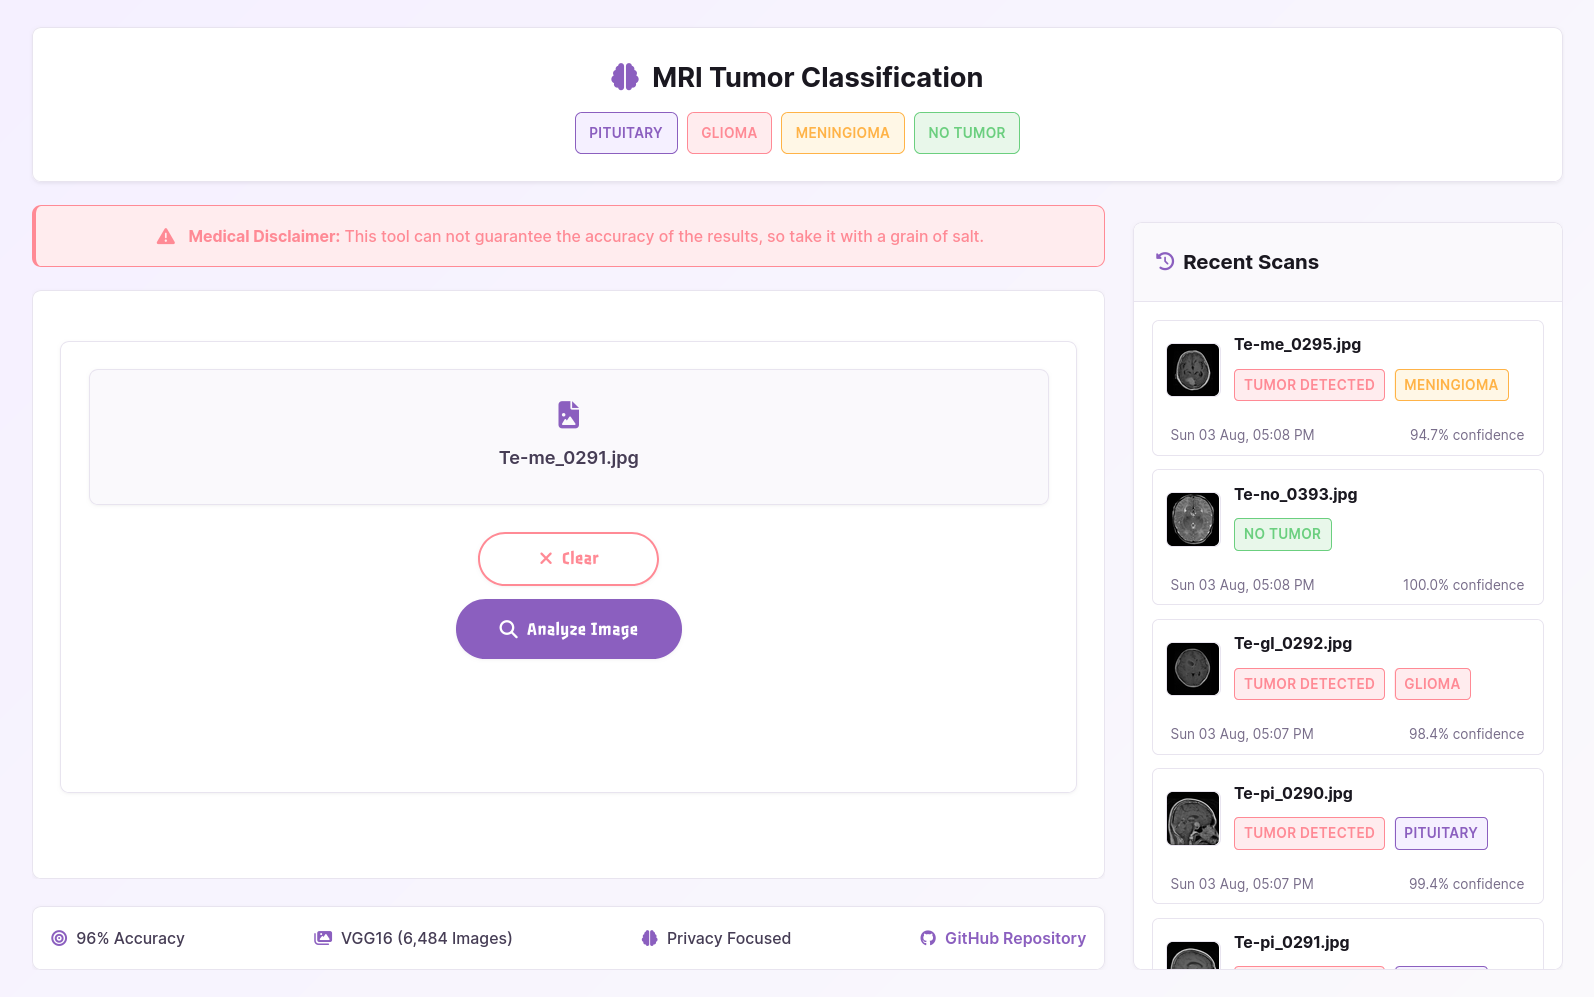 MRI Tumor Classification
PITUITARY GLIOMA MENINGIOMA NO TUMOR
Medical Disclaimer: This tool can not guarantee the accuracy of the results, so take it with a grain of salt.
Te-me_0291.jpg
Clear
Analyze Image
96% Accuracy
VGG16 (6,484 Images)
Privacy Focused
GitHub Repository
Recent Scans
Te-me_0295.jpg
TUMOR DETECTED MENINGIOMA
Sun 03 Aug, 05:08 PM 94.7% confidence
Te-no_0393.jpg
NO TUMOR
Sun 03 Aug, 05:08 PM 100.0% confidence
Te-gl_0292.jpg
TUMOR DETECTED GLIOMA
Sun 03 Aug, 05:07 PM 98.4% confidence
Te-pi_0290.jpg
TUMOR DETECTED PITUITARY
Sun 03 Aug, 05:07 PM 99.4% confidence
Te-pi_0291.jpg